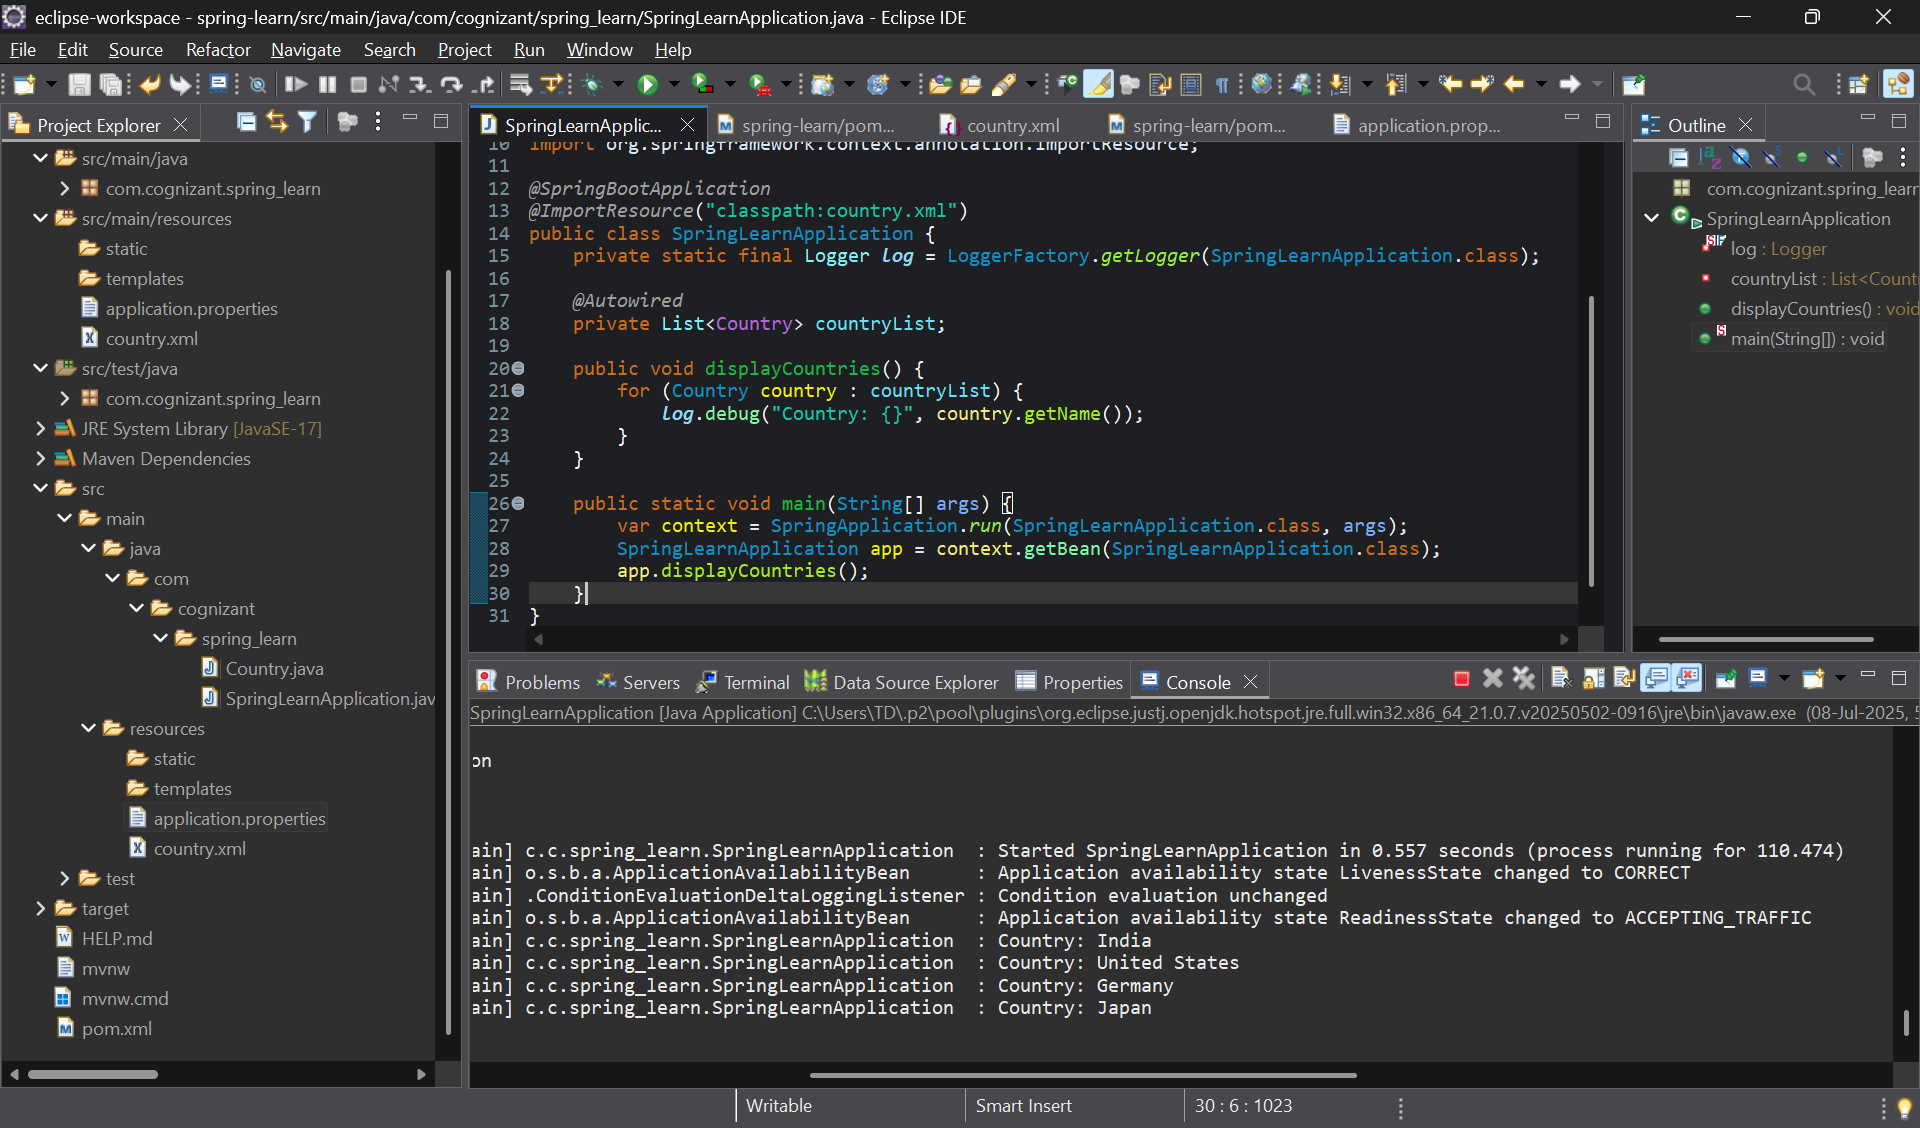 eclipse-workspace - spring-learn/src/main/java/com/cognizant/spring_learn/SpringLearnApplication.java - Eclipse IDE
File Edit Source Refactor Navigate Search Project Run Window Help
Project Explorer
src/main/java
com.cognizant.spring_learn
src/main/resources
static
templates
application.properties
country.xml
src/test/java
com.cognizant.spring_learn
JRE System Library [JavaSE-17]
Maven Dependencies
src
main
java
com
cognizant
spring_learn
Country.java
SpringLearnApplication.jav
resources
static
templates
application.properties
country.xml
test
target
HELP.md
mvnw
mvnw.cmd
pom.xml
SpringLearnApplic... spring-learn/pom... country.xml spring-learn/pom... application.prop...
10 import org.springframework.context.annotation.ImportResource;
11
12 @SpringBootApplication
13 @ImportResource("classpath:country.xml")
14 public class SpringLearnApplication {
15 private static final Logger log = LoggerFactory.getLogger(SpringLearnApplication.class);
16
17 @Autowired
18 private List<Country> countryList;
19
20 public void displayCountries() {
21 for (Country country : countryList) {
22 log.debug("Country: {}", country.getName());
23 }
24 }
25
26 public static void main(String[] args) {
27 var context = SpringApplication.run(SpringLearnApplication.class, args);
28 SpringLearnApplication app = context.getBean(SpringLearnApplication.class);
29 app.displayCountries();
30 }
31 }
Outline
com.cognizant.spring_learn
SpringLearnApplication
log : Logger
countryList : List<Count
displayCountries() : void
main(String[]) : void
Problems Servers Terminal Data Source Explorer Properties Console
SpringLearnApplication [Java Application] C:\Users\TD\.p2\pool\plugins\org.eclipse.justj.openjdk.hotspot.jre.full.win32.x86_64_21.0.7.v20250502-0916\jre\bin\javaw.exe (08-Jul-2025, 5
on
ain] c.c.spring_learn.SpringLearnApplication : Started SpringLearnApplication in 0.557 seconds (process running for 110.474)
ain] o.s.b.a.ApplicationAvailabilityBean : Application availability state LivenessState changed to CORRECT
ain] .ConditionEvaluationDeltaLoggingListener : Condition evaluation unchanged
ain] o.s.b.a.ApplicationAvailabilityBean : Application availability state ReadinessState changed to ACCEPTING_TRAFFIC
ain] c.c.spring_learn.SpringLearnApplication : Country: India
ain] c.c.spring_learn.SpringLearnApplication : Country: United States
ain] c.c.spring_learn.SpringLearnApplication : Country: Germany
ain] c.c.spring_learn.SpringLearnApplication : Country: Japan
Writable Smart Insert 30 : 6 : 1023